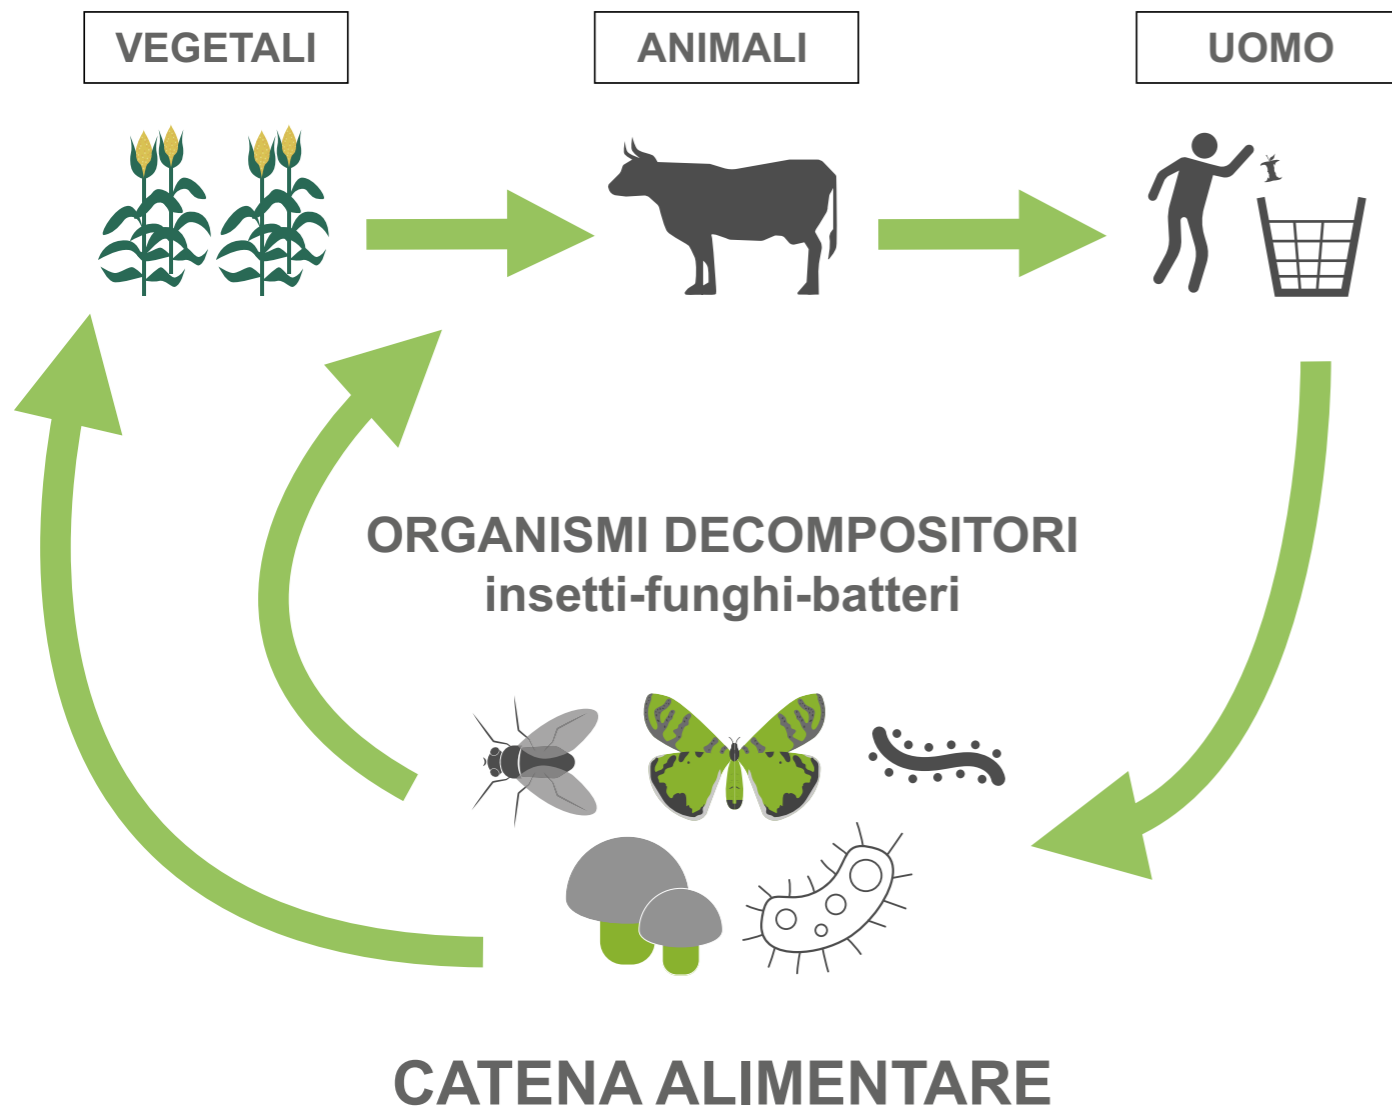 VEGETALI
ANIMALI
UOMO
ORGANISMI DECOMPOSITORI
insetti-funghi-batteri
CATENA ALIMENTARE